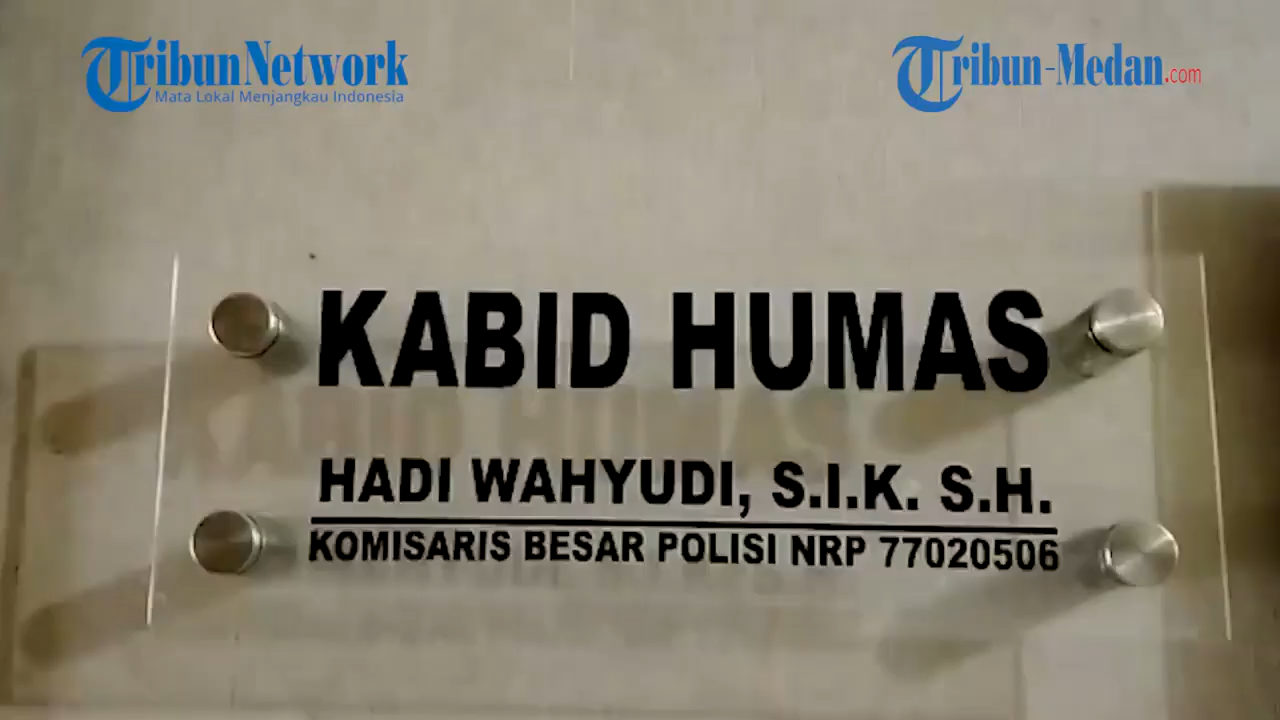 TribunNetwork
Mata Lokal Menjangkau Indonesia
Tribun-Medan.com
KABID HUMAS
HADI WAHYUDI, S.I.K. S.H.
KOMISARIS BESAR POLISI NRP 77020506